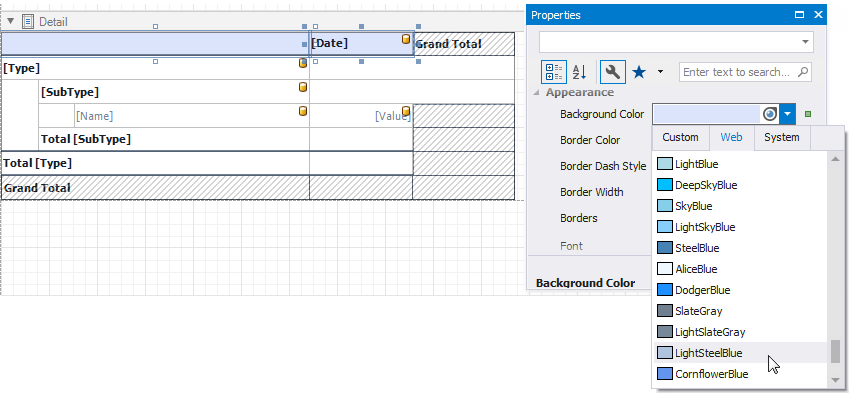 Detail
[Date]
Grand Total
[Type]
[SubType]
[Name]
[Value]
Total [SubType]
Total [Type]
Grand Total
Properties
A
Z
Enter text to search...
Appearance
Background Color
Border Color
Border Dash Style
Border Width
Borders
Font
Custom
Web
System
LightBlue
DeepSkyBlue
SkyBlue
LightSkyBlue
SteelBlue
AliceBlue
DodgerBlue
SlateGray
LightSlateGray
LightSteelBlue
CornflowerBlue
Background Color